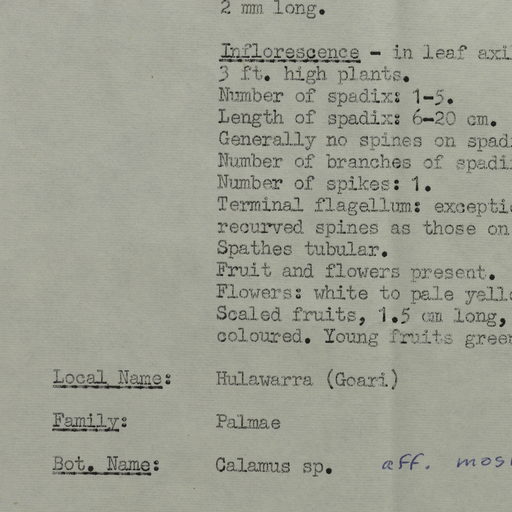 2 mm long.
Inflorescence - in leaf axi
3 ft. high plants.
Number of spadix: 1-5.
Length of spadix: 6-20 cm.
Generally no spines on spadi
Number of branches of spadix
Number of spikes: 1.
Terminal flagellum: exceptio
recurved spines as those on
Spathes tubular.
Fruit and flowers present.
Flowers: white to pale yello
Scaled fruits, 1.5 cm long,
coloured. Young fruits green
Local Name: Hulawarra (Goari)
Family: Palmae
Bot. Name: Calamus sp. aff. mos